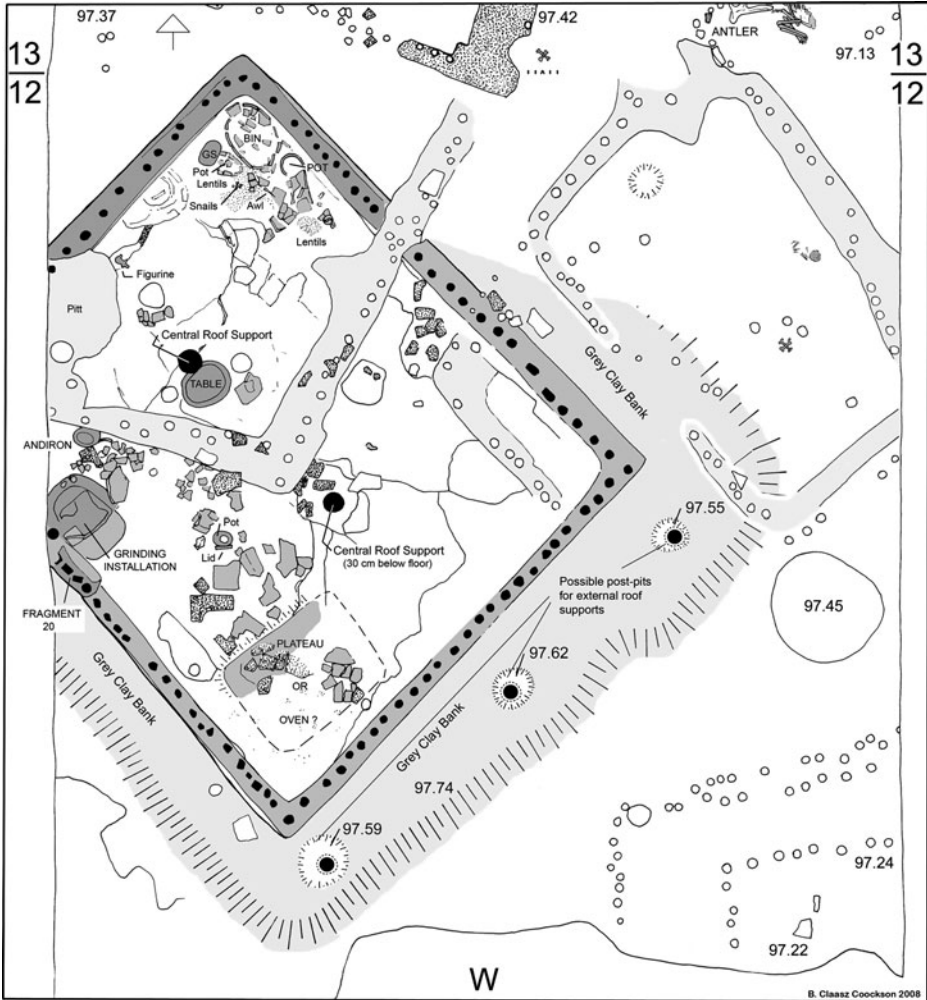 97.37
97.42
ANTLER
97.13
13
12
13
12
BIN
GS
POT
Pot
Lentils
Snails
Awl
Lentils
Figurine
Pitt
Central Roof Support
TABLE
Grey Clay Bank
ANDIRON
97.55
Pot
Lid
GRINDING
INSTALLATION
Central Roof Support
(30 cm below floor)
Possible post-pits
for external roof
supports
97.45
FRAGMENT
20
PLATEAU
OR
OVEN ?
97.62
Grey Clay Bank
Grey Clay Bank
97.74
97.59
97.24
97.22
W
B. Claasz Coockson 2008